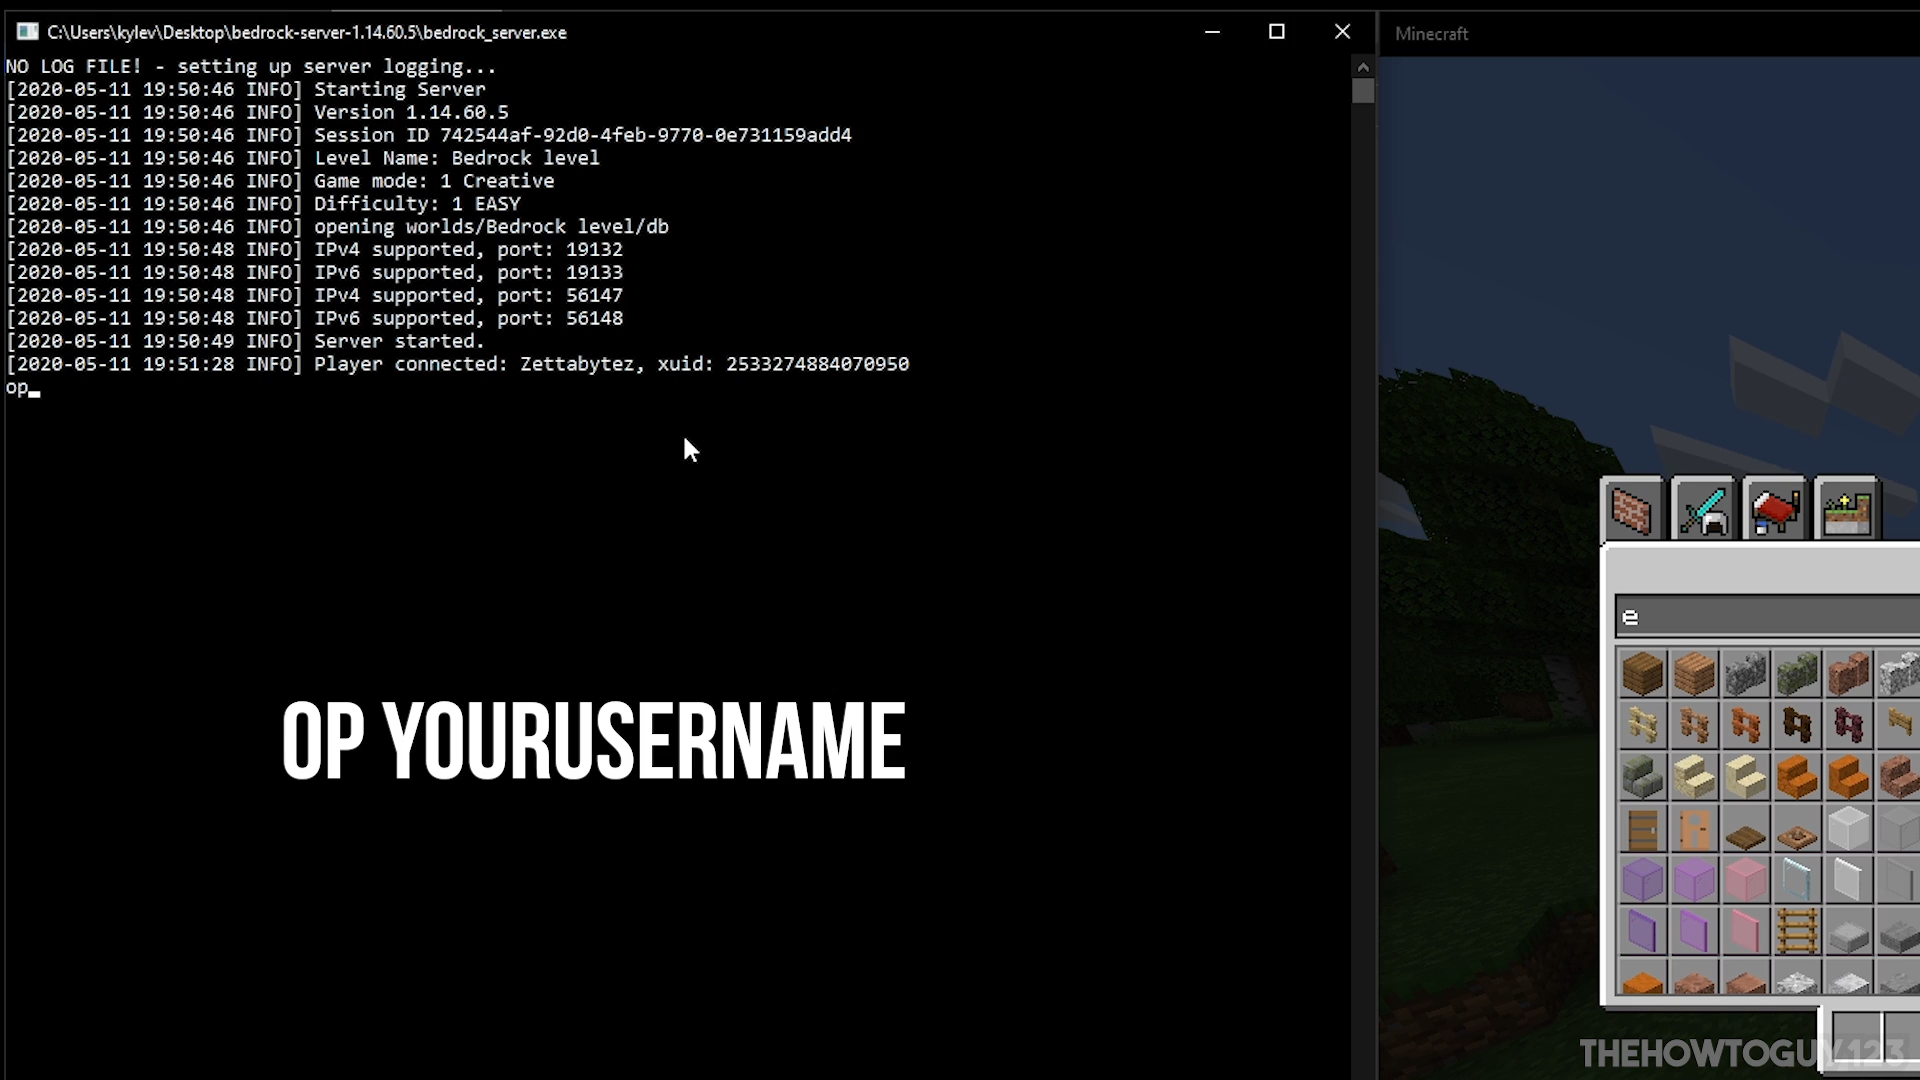 C:\Users\kylev\Desktop\bedrock-server-1.14.60.5\bedrock_server.exe
Minecraft
NO LOG FILE! - setting up server logging...
[2020-05-11 19:50:46 INFO] Starting Server
[2020-05-11 19:50:46 INFO] Version 1.14.60.5
[2020-05-11 19:50:46 INFO] Session ID 742544af-92d0-4feb-9770-0e731159add4
[2020-05-11 19:50:46 INFO] Level Name: Bedrock level
[2020-05-11 19:50:46 INFO] Game mode: 1 Creative
[2020-05-11 19:50:46 INFO] Difficulty: 1 EASY
[2020-05-11 19:50:46 INFO] opening worlds/Bedrock level/db
[2020-05-11 19:50:48 INFO] IPv4 supported, port: 19132
[2020-05-11 19:50:48 INFO] IPv6 supported, port: 19133
[2020-05-11 19:50:48 INFO] IPv4 supported, port: 56147
[2020-05-11 19:50:48 INFO] IPv6 supported, port: 56148
[2020-05-11 19:50:49 INFO] Server started.
[2020-05-11 19:51:28 INFO] Player connected: Zettabytez, xuid: 2533274884070950
op
e
OP YOURUSERNAME
THEHOWTOGUY123